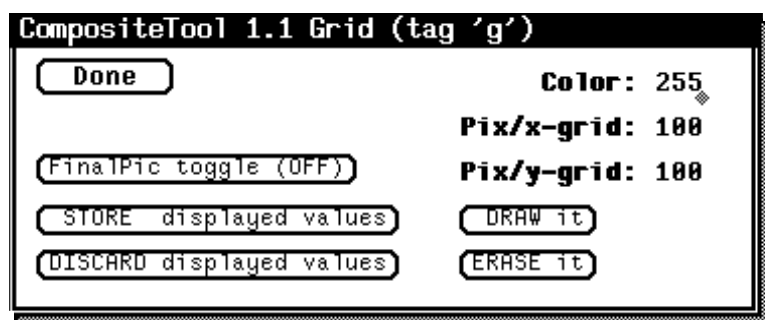 CompositeTool 1.1 Grid (tag 'g')
Done
Color: 255
Pix/x-grid: 100
FinalPic toggle (OFF)
Pix/y-grid: 100
STORE displayed values
DRAW it
DISCARD displayed values
ERASE it